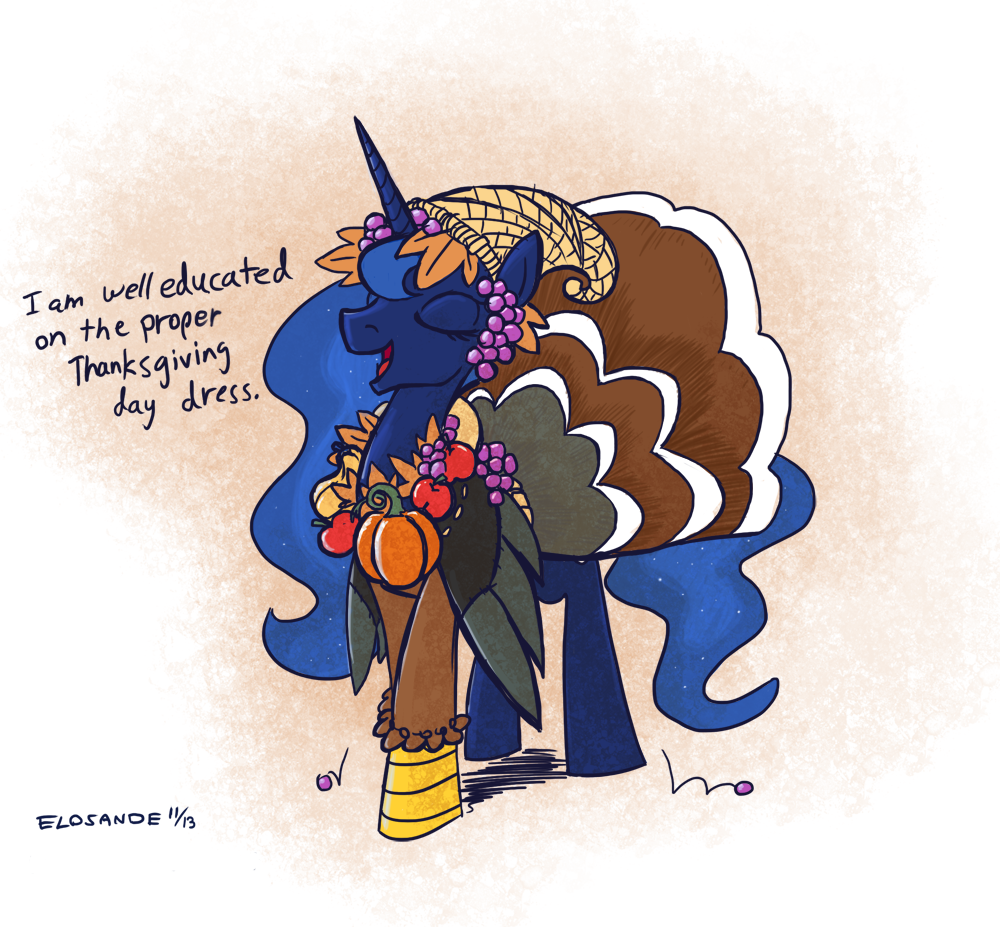 I am well educated
on the proper
Thanksgiving
day dress.
ELOSANDE 11/13